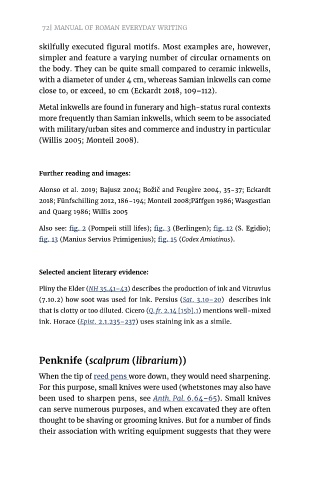 72| MANUAL OF ROMAN EVERYDAY WRITING
skilfully executed figural motifs. Most examples are, however,
simpler and feature a varying number of circular ornaments on
the body. They can be quite small compared to ceramic inkwells,
with a diameter of under 4 cm, whereas Samian inkwells can come
close to, or exceed, 10 cm (Eckardt 2018, 109–112).
Metal inkwells are found in funerary and high-status rural contexts
more frequently than Samian inkwells, which seem to be associated
with military/urban sites and commerce and industry in particular
(Willis 2005; Monteil 2008).
Further reading and images:
Alonso et al. 2019; Bajusz 2004; Božič and Feugère 2004, 35-37; Eckardt
2018; Fünfschilling 2012, 186-194; Monteil 2008;Päffgen 1986; Wasgestian
and Quarg 1986; Willis 2005
Also see: fig. 2 (Pompeii still lifes); fig. 3 (Berlingen); fig. 12 (S. Egidio);
fig. 13 (Manius Servius Primigenius); fig. 15 (Codex Amiatinus).
Selected ancient literary evidence:
Pliny the Elder (NH 35.41–43) describes the production of ink and Vitruvius
(7.10.2) how soot was used for ink. Persius (Sat. 3.10–20) describes ink
that is clotty or too diluted. Cicero (Q. fr. 2.14 [15b].1) mentions well-mixed
ink. Horace (Epist. 2.1.235–237) uses staining ink as a simile.
Penknife (scalprum (librarium))
When the tip of reed pens wore down, they would need sharpening.
For this purpose, small knives were used (whetstones may also have
been used to sharpen pens, see Anth. Pal. 6.64–65). Small knives
can serve numerous purposes, and when excavated they are often
thought to be shaving or grooming knives. But for a number of finds
their association with writing equipment suggests that they were